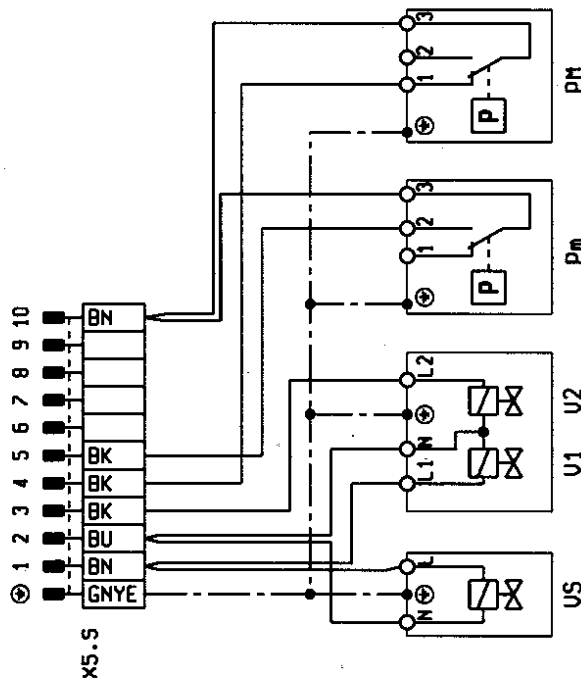 X5.S
⏚ 1 2 3 4 5 6 7 8 9 10
GNYE BN BU BK BK BK BN
N ⏚ L
VS
L1 N ⏚ L2
V1 V2
⏚ 1 2 3
P
Pm
⏚ 1 2 3
P
PM